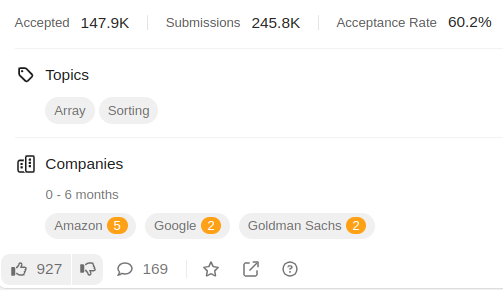 Accepted 147.9K Submissions 245.8K Acceptance Rate 60.2%
Topics
Array Sorting
Companies
0 - 6 months
Amazon 5 Google 2 Goldman Sachs 2
927 169